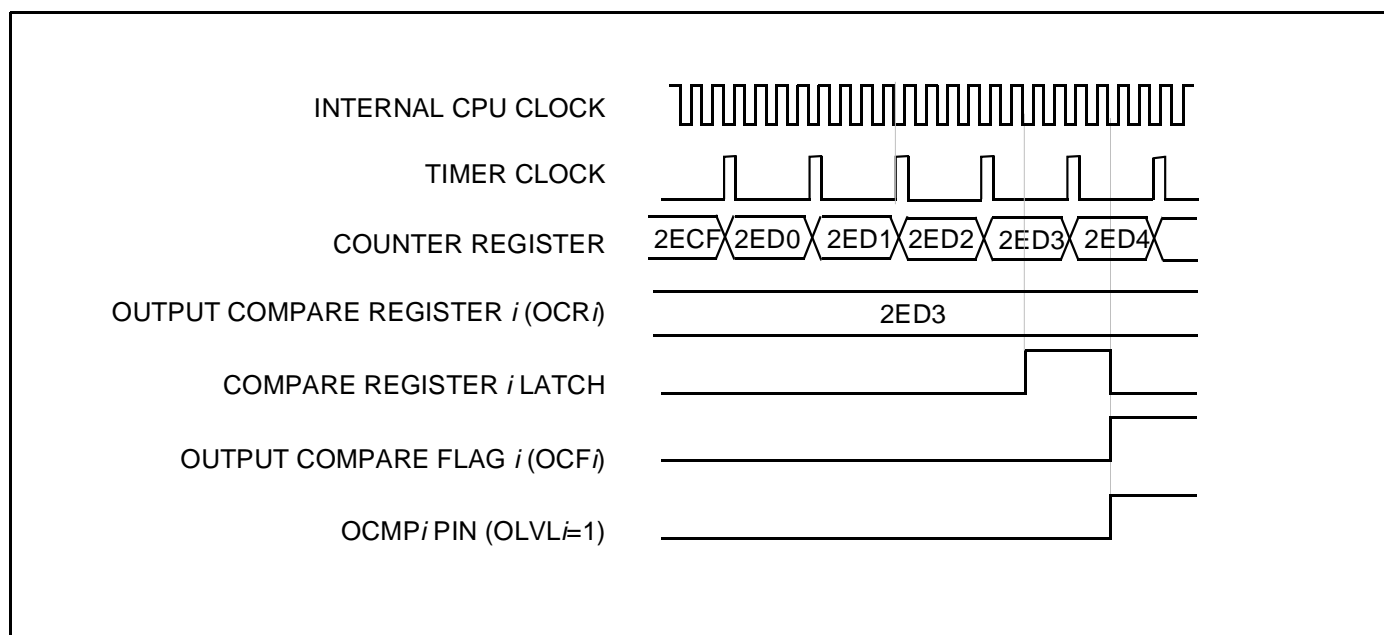 INTERNAL CPU CLOCK
TIMER CLOCK
COUNTER REGISTER 2ECF 2ED0 2ED1 2ED2 2ED3 2ED4
OUTPUT COMPARE REGISTER i (OCRi) 2ED3
COMPARE REGISTER i LATCH
OUTPUT COMPARE FLAG i (OCFi)
OCMPi PIN (OLVLi=1)